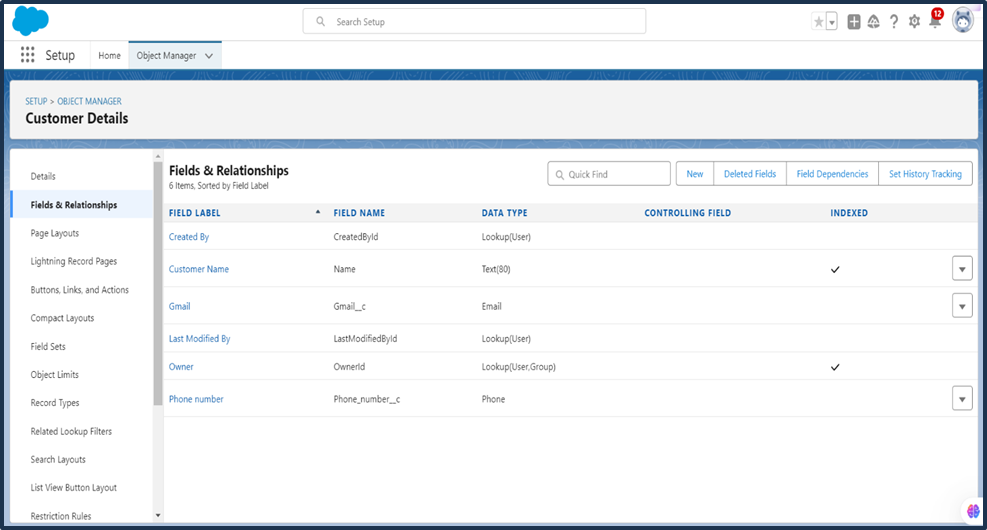 Search Setup
12
Setup
Home
Object Manager
SETUP > OBJECT MANAGER
Customer Details
Details
Fields & Relationships
Page Layouts
Lightning Record Pages
Buttons, Links, and Actions
Compact Layouts
Field Sets
Object Limits
Record Types
Related Lookup Filters
Search Layouts
List View Button Layout
Restriction Rules
Fields & Relationships
6 Items, Sorted by Field Label
Quick Find
New
Deleted Fields
Field Dependencies
Set History Tracking
FIELD LABEL FIELD NAME DATA TYPE CONTROLLING FIELD INDEXED
Created By CreatedById Lookup(User)
Customer Name Name Text(80)
Gmail Gmail__c Email
Last Modified By LastModifiedById Lookup(User)
Owner OwnerId Lookup(User,Group)
Phone number Phone_number__c Phone